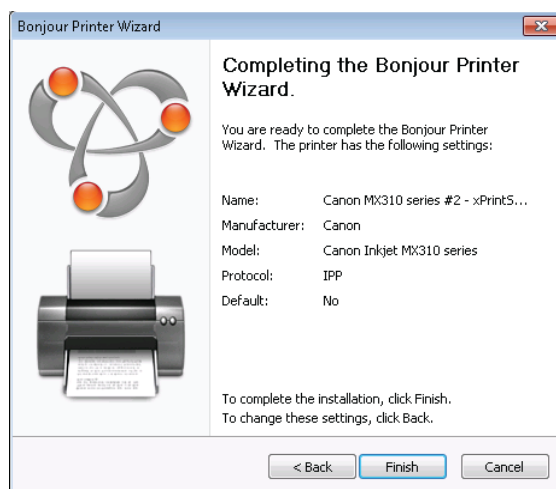 Bonjour Printer Wizard
Completing the Bonjour Printer
Wizard.
You are ready to complete the Bonjour Printer
Wizard. The printer has the following settings:
Name: Canon MX310 series #2 - xPrintS...
Manufacturer: Canon
Model: Canon Inkjet MX310 series
Protocol: IPP
Default: No
To complete the installation, click Finish.
To change these settings, click Back.
< Back Finish Cancel